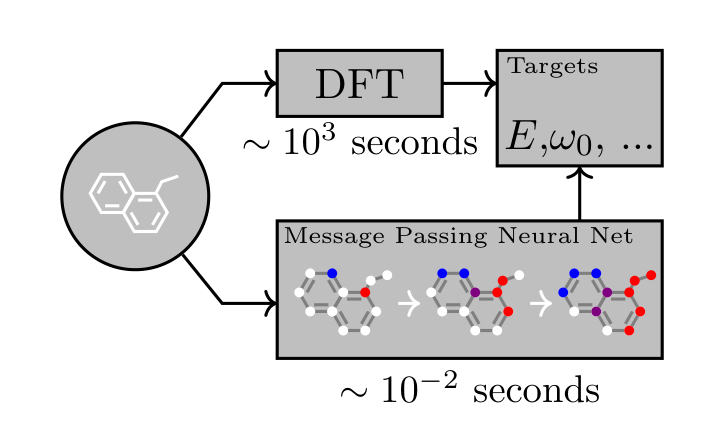 DFT
∼ 10³ seconds
Targets
E,ω₀, ...
Message Passing Neural Net
∼ 10⁻² seconds